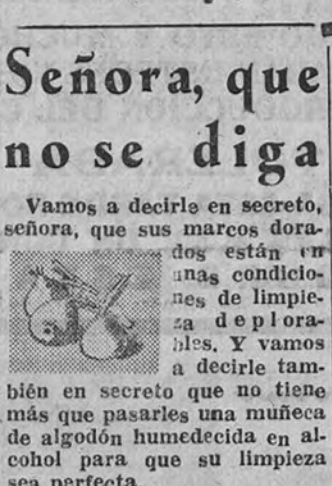 Señora, que
no se diga
Vamos a decirle en secreto,
señora, que sus marcos dora-
dos están en
unas condicio-
nes de limpie-
za deplora-
bles. Y vamos
a decirle tam-
bién en secreto que no tiene
más que pasarles una muñeca
de algodón humedecida en al-
cohol para que su limpieza
sea perfecta.